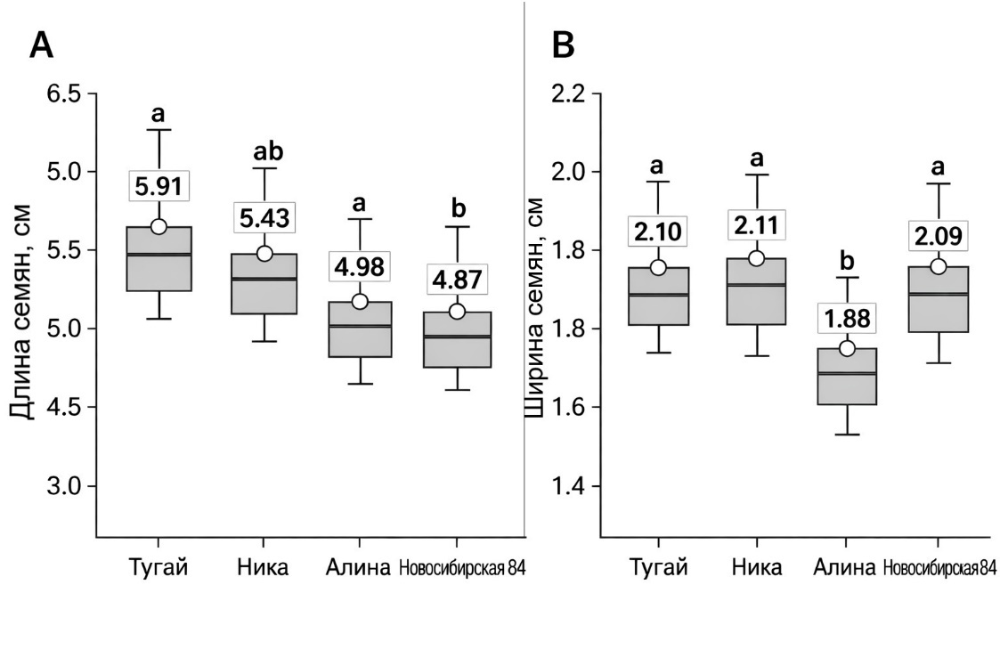 A
B
Длина семян, см
6.5
5.0
5.5
5.0
4.5
3.0
a
5.91
ab
5.43
a
4.98
b
4.87
Тугай
Ника
Алина
Новосибирская 84
Ширина семян, см
2.2
2.0
1.8
1.8
1.6
1.4
a
2.10
a
2.11
b
1.88
a
2.09
Тугай
Ника
Алина
Новосибирская 84